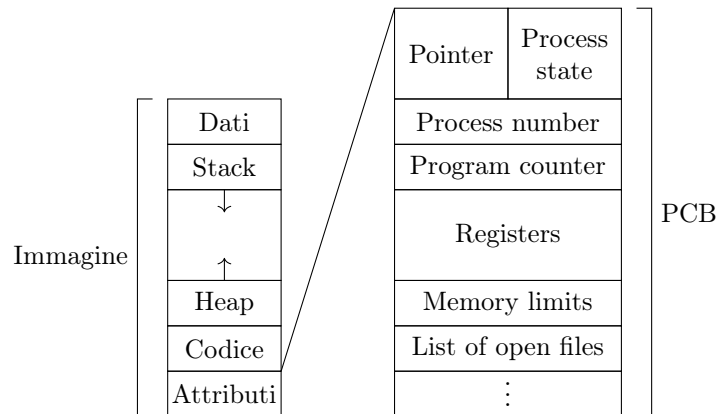 Immagine
Dati
Stack
Heap
Codice
Attributi
Pointer
Process
state
Process number
Program counter
Registers
Memory limits
List of open files
⋮
PCB